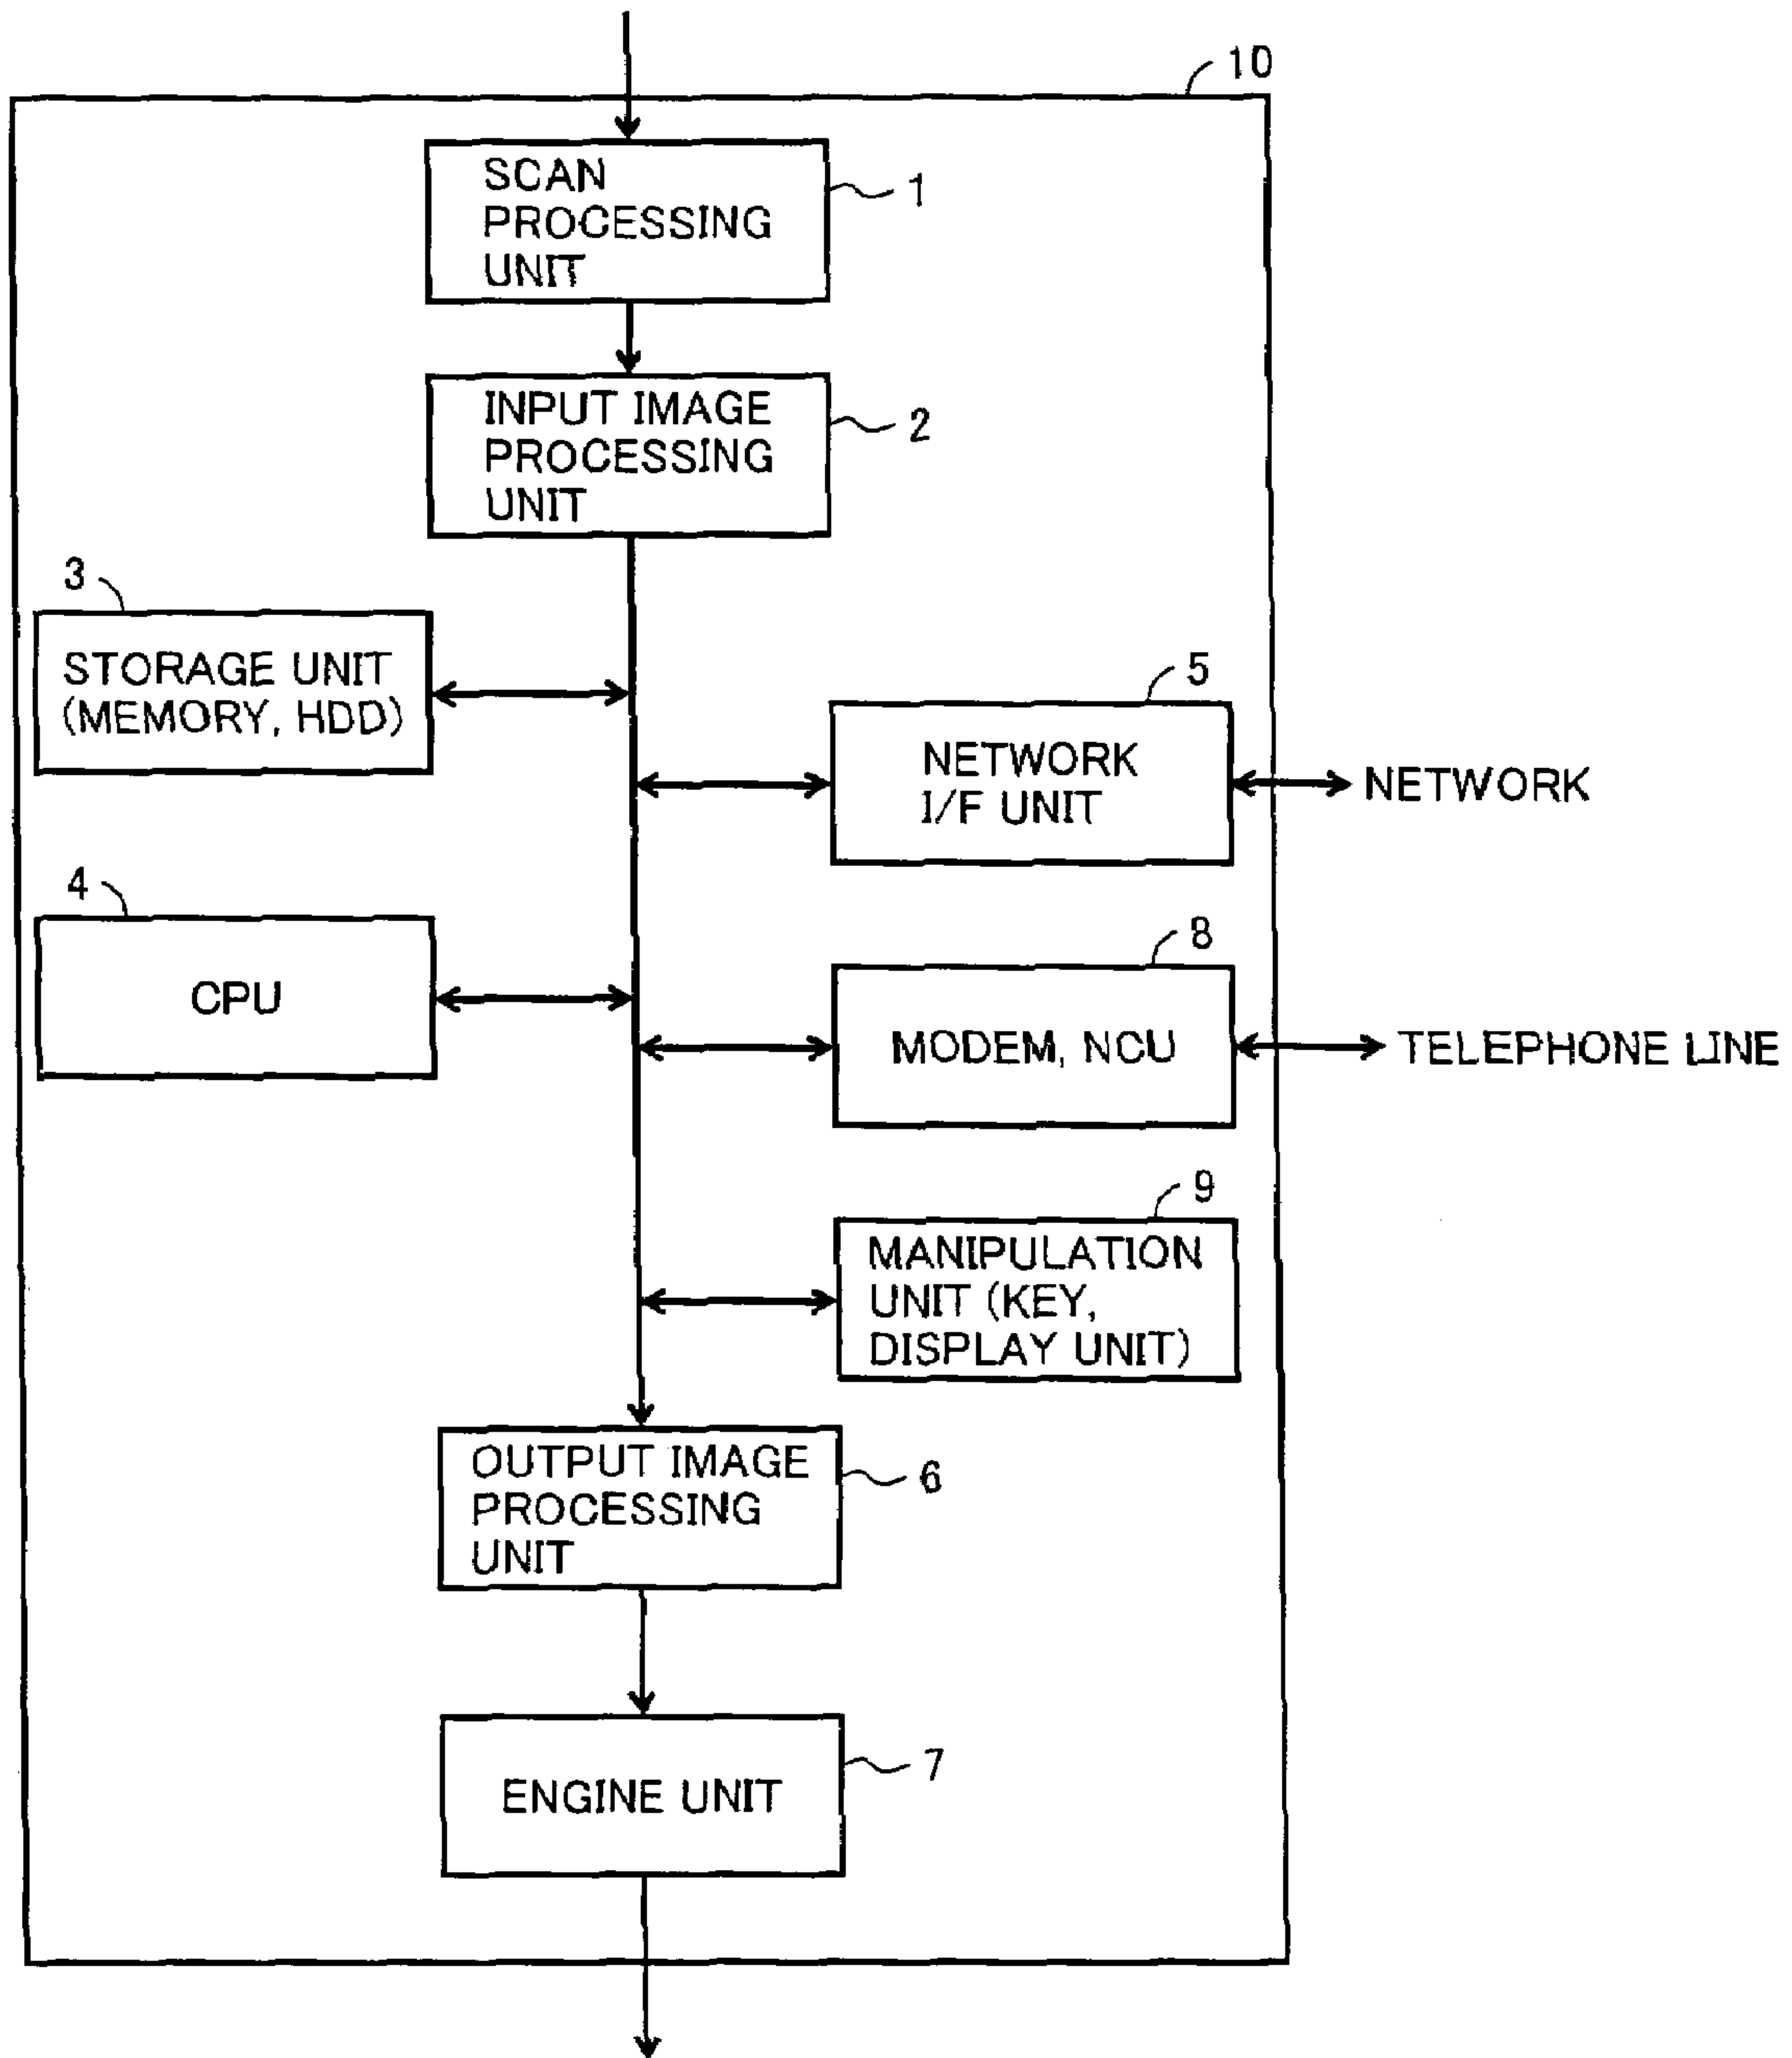 10
SCAN
PROCESSING
UNIT
1
INPUT IMAGE
PROCESSING
UNIT
2
3
STORAGE UNIT
(MEMORY, HDD)
5
NETWORK
I/F UNIT
NETWORK
4
CPU
8
MODEM, NCU
TELEPHONE LINE
9
MANIPULATION
UNIT (KEY,
DISPLAY UNIT)
OUTPUT IMAGE
PROCESSING
UNIT
6
ENGINE UNIT
7